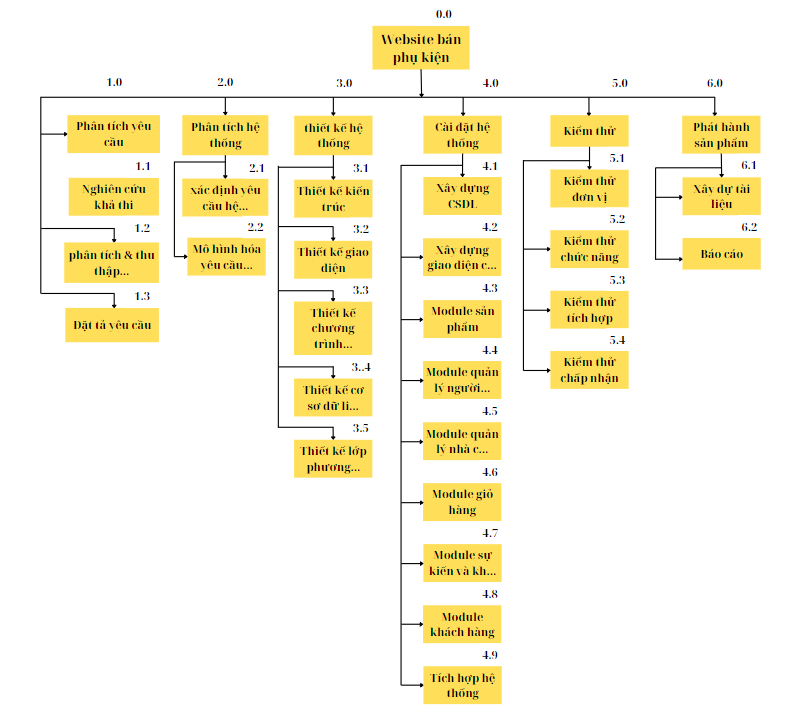 0.0
Website bán
phụ kiện
1.0
2.0
3.0
4.0
5.0
6.0
Phân tích yêu
cầu
1.1
Nghiên cứu
khả thi
1.2
phân tích & thu
thập...
1.3
Đặt tả yêu cầu
Phân tích hệ
thống
2.1
Xác định yêu
cầu hệ...
2.2
Mô hình hóa
yêu cầu...
thiết kế hệ
thống
3.1
Thiết kế kiến
trúc
3.2
Thiết kế giao
diện
3.3
Thiết kế
chương
trình...
3..4
Thiết kế cơ
sơ dữ li...
3.5
Thiết kế lớp
phương...
Cài đặt hệ
thống
4.1
Xây dựng
CSDL
4.2
Xây dựng
giao diện c...
4.3
Module sản
phẩm
4.4
Module quản
lý người...
4.5
Module quản
lý nhà c...
4.6
Module giỏ
hàng
4.7
Module sự
kiến và kh...
4.8
Module
khách hàng
4.9
Tích hợp hệ
thống
Kiểm thử
5.1
Kiểm thử
đơn vị
5.2
Kiểm thử
chức năng
5.3
Kiểm thử
tích hợp
5.4
Kiểm thử
chấp nhận
Phát hành
sản phẩm
6.1
Xây dự tài
liệu
6.2
Báo cáo